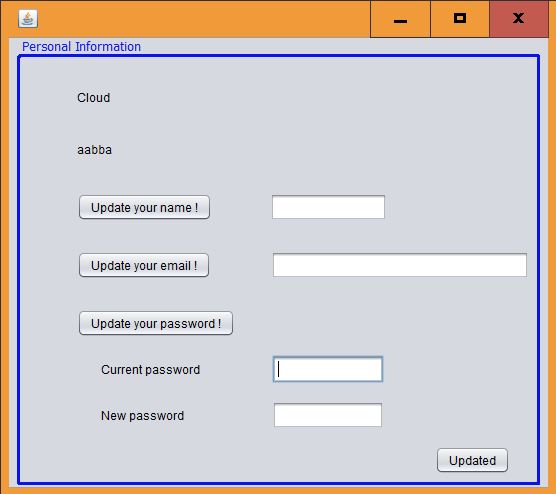 Personal Information
Cloud
aabba
Update your name !
Update your email !
Update your password !
Current password
New password
Updated